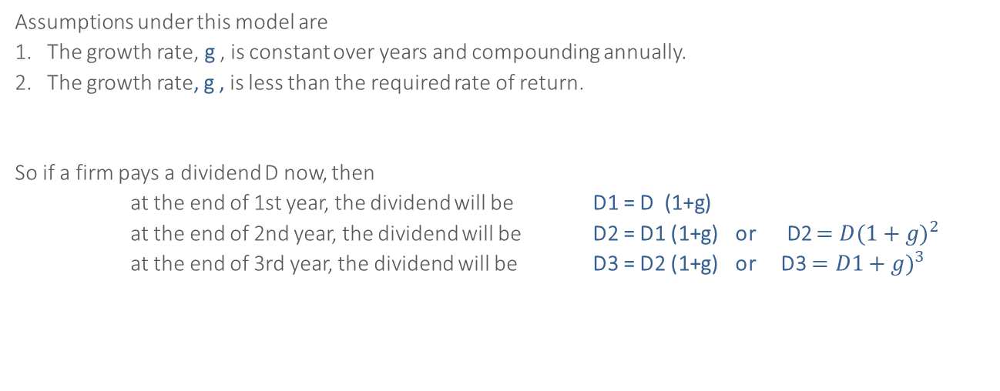 Assumptions under this model are
1. The growth rate, g , is constant over years and compounding annually.
2. The growth rate, g , is less than the required rate of return.
So if a firm pays a dividend D now, then
at the end of 1st year, the dividend will be D1 = D (1+g)
at the end of 2nd year, the dividend will be D2 = D1 (1+g) or D2 = D(1 + g)²
at the end of 3rd year, the dividend will be D3 = D2 (1+g) or D3 = D1 + g)³